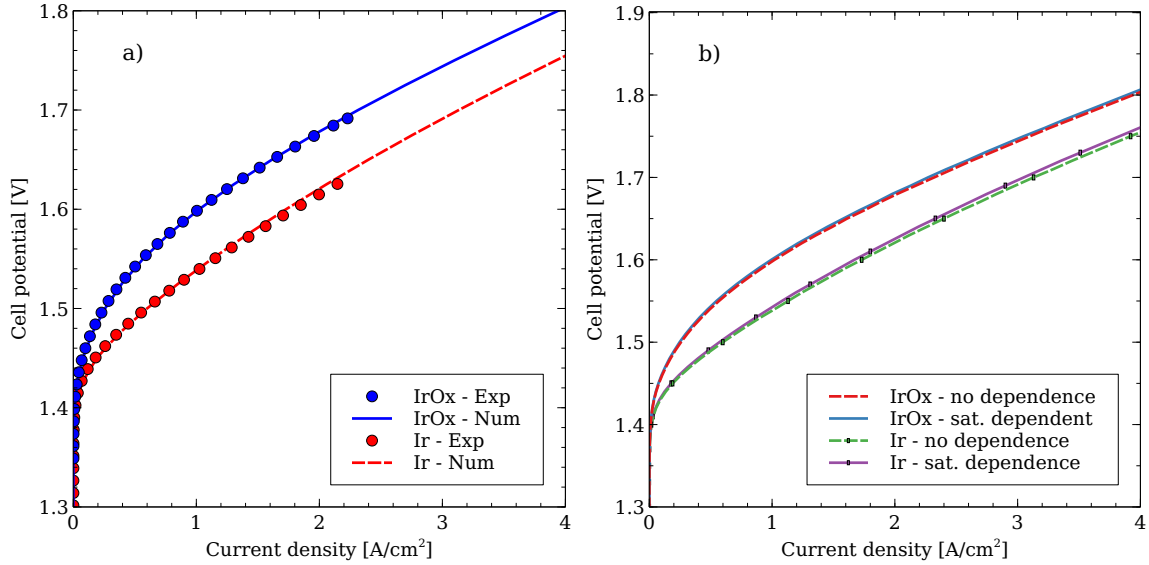 a)
1.8
1.7
1.6
1.5
1.4
1.3
Cell potential [V]
IrOx - Exp
IrOx - Num
Ir - Exp
Ir - Num
0 1 2 3 4
Current density [A/cm²]
b)
1.9
1.8
1.7
1.6
1.5
1.4
1.3
Cell potential [V]
IrOx - no dependence
IrOx - sat. dependent
Ir - no dependence
Ir - sat. dependence
0 1 2 3 4
Current density [A/cm²]